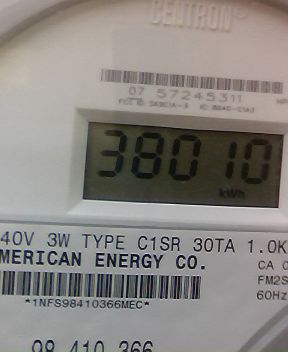 CENTRON
07 57245311
38010
kWh
40V 3W TYPE C1SR 30TA 1.0K
MERICAN ENERGY CO.
CA 0
FM2S
60Hz
*1NFS98410366MEC*
98 410 366